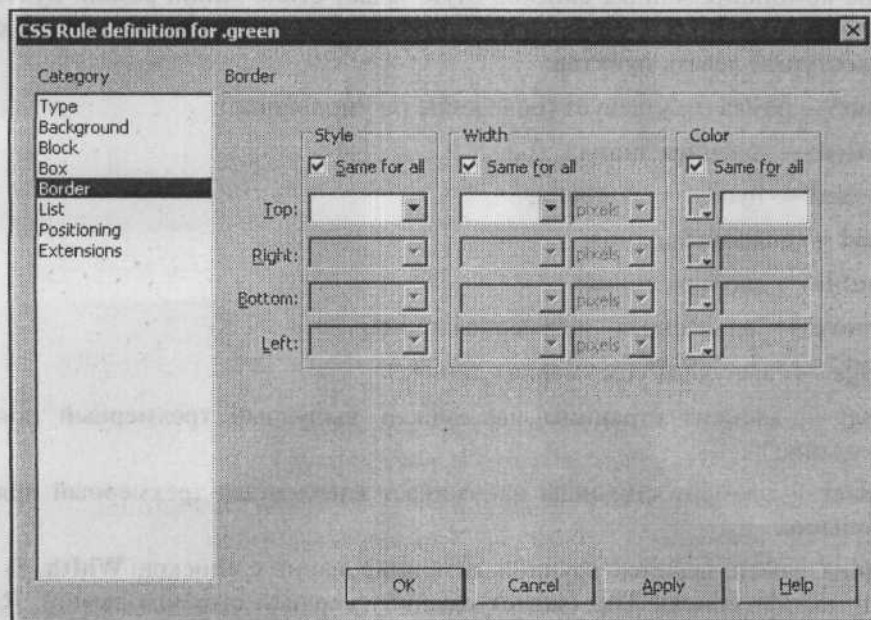 CSS Rule definition for .green
Category
Border
Type
Background
Block
Box
Border
List
Positioning
Extensions
Style
Width
Color
Same for all
Same for all
Same for all
Top:
pixels
Right:
pixels
Bottom:
pixels
Left:
pixels
OK
Cancel
Apply
Help